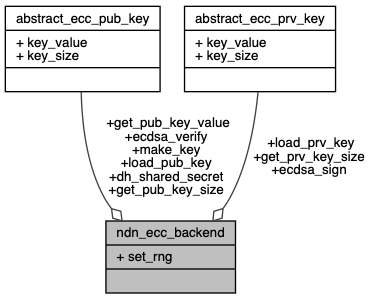 abstract_ecc_pub_key
+ key_value
+ key_size
abstract_ecc_prv_key
+ key_value
+ key_size
+get_pub_key_value
+ecdsa_verify
+make_key
+load_pub_key
+dh_shared_secret
+get_pub_key_size
+load_prv_key
+get_prv_key_size
+ecdsa_sign
ndn_ecc_backend
+ set_rng